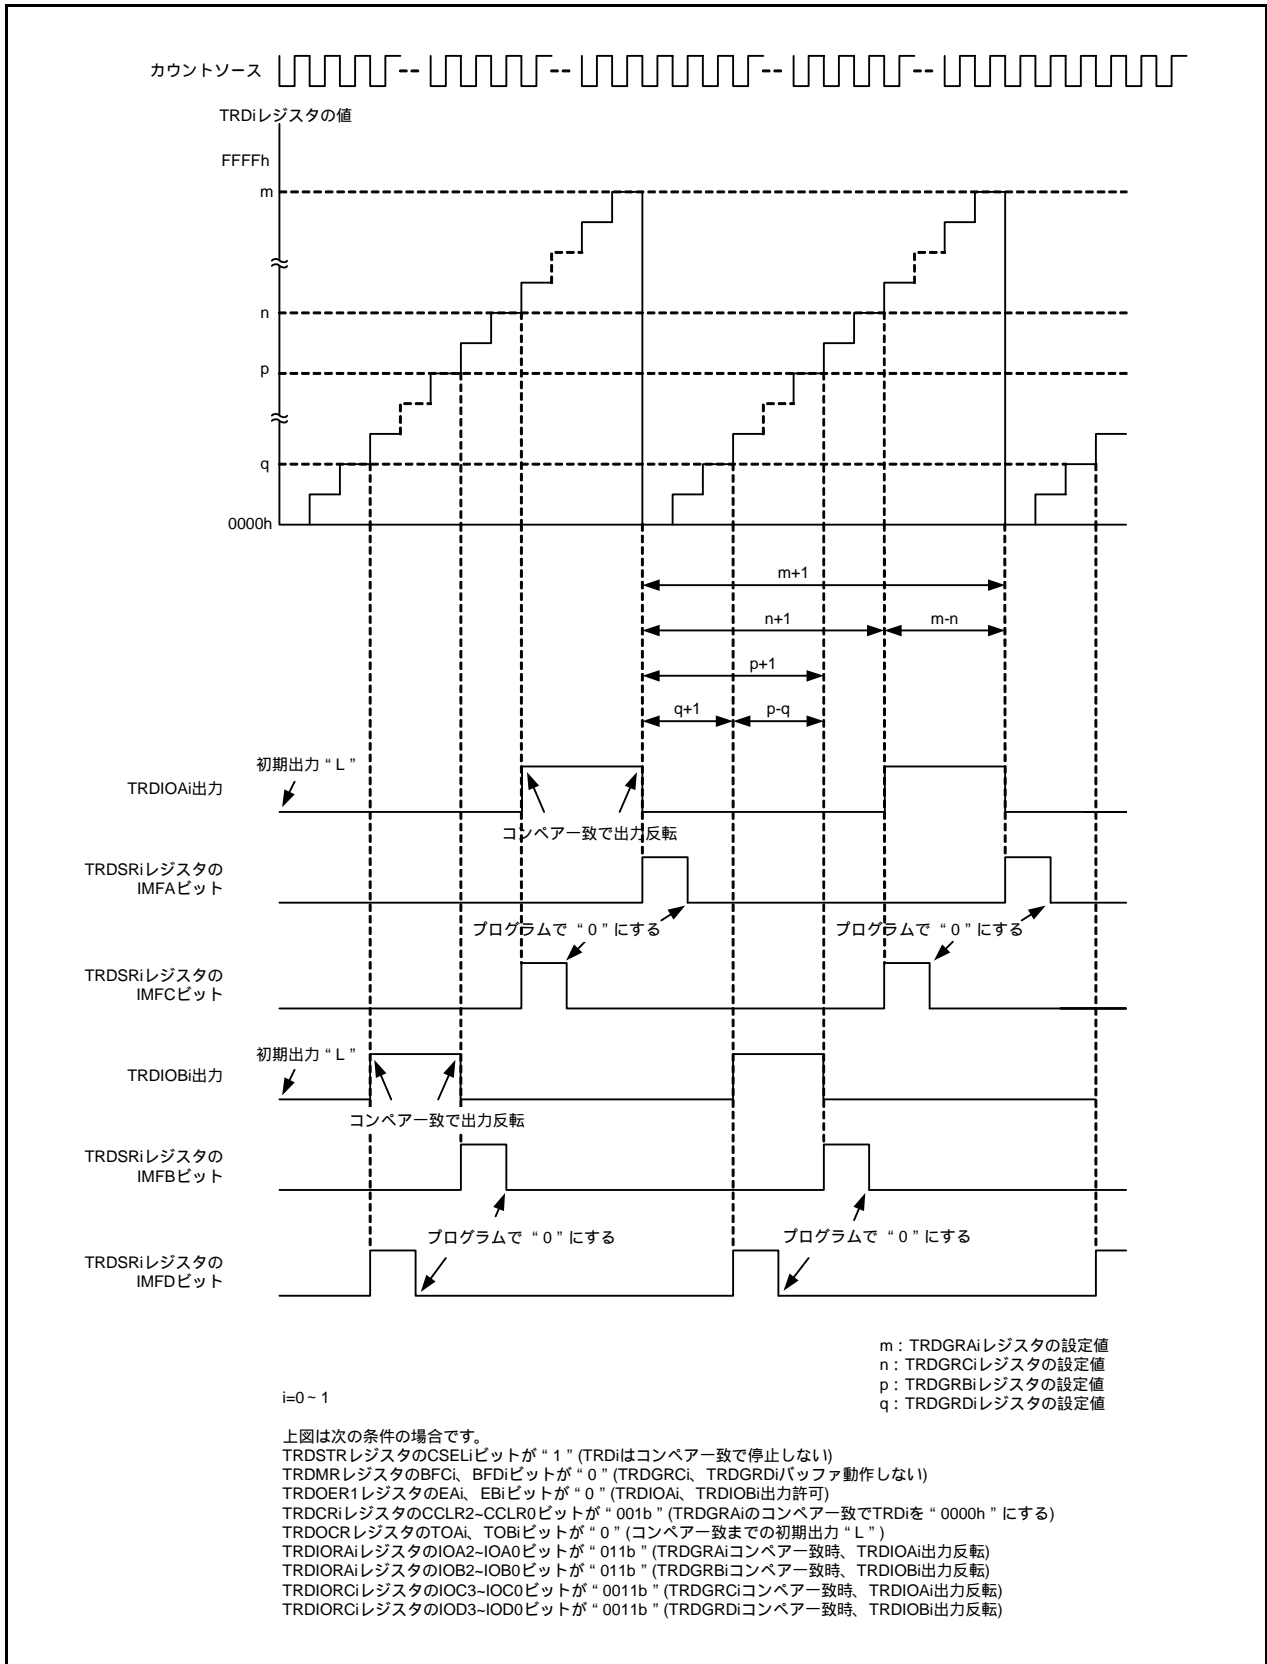 カウントソース
TRDiレジスタの値
FFFFh
m
n
p
q
0000h
m+1
n+1
m-n
p+1
q+1
p-q
初期出力 “ L ”
TRDIOAi出力
コンペア一致で出力反転
TRDSRiレジスタの
IMFAビット
プログラムで “ 0 ” にする
プログラムで “ 0 ” にする
TRDSRiレジスタの
IMFCビット
初期出力 “ L ”
TRDIOBi出力
コンペア一致で出力反転
TRDSRiレジスタの
IMFBビット
プログラムで “ 0 ” にする
プログラムで “ 0 ” にする
TRDSRiレジスタの
IMFDビット
m : TRDGRAiレジスタの設定値
n : TRDGRCiレジスタの設定値
p : TRDGRBiレジスタの設定値
q : TRDGRDiレジスタの設定値
i=0 ~ 1
上図は次の条件の場合です。
TRDSTRレジスタのCSELiビットが “ 1 ” (TRDiはコンペア一致で停止しない)
TRDMRレジスタのBFCi、BFDiビットが “ 0 ” (TRDGRCi、TRDGRDiバッファ動作しない)
TRDOER1レジスタのEAi、EBiビットが “ 0 ” (TRDIOAi、TRDIOBi出力許可)
TRDCRiレジスタのCCLR2~CCLR0ビットが “ 001b ” (TRDGRAiのコンペア一致でTRDiを “ 0000h ” にする)
TRDOCRレジスタのTOAi、TOBiビットが “ 0 ” (コンペア一致までの初期出力 “ L ” )
TRDIORAiレジスタのIOA2~IOA0ビットが “ 011b ” (TRDGRAiコンペア一致時、TRDIOAi出力反転)
TRDIORAiレジスタのIOB2~IOB0ビットが “ 011b ” (TRDGRBiコンペア一致時、TRDIOBi出力反転)
TRDIORCiレジスタのIOC3~IOC0ビットが “ 0011b ” (TRDGRCiコンペア一致時、TRDIOAi出力反転)
TRDIORCiレジスタのIOD3~IOD0ビットが “ 0011b ” (TRDGRDiコンペア一致時、TRDIOBi出力反転)